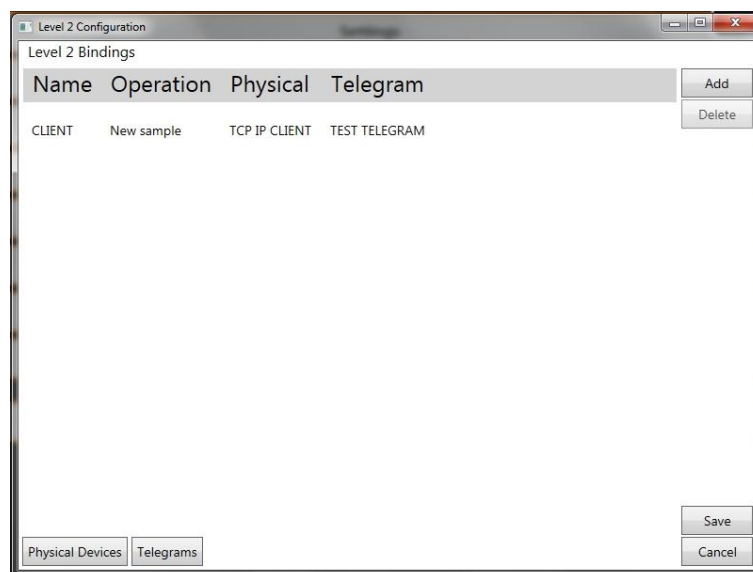 Level 2 Configuration
Settings
Level 2 Bindings
Name Operation Physical Telegram
Add
Delete
CLIENT New sample TCP IP CLIENT TEST TELEGRAM
Save
Physical Devices Telegrams Cancel